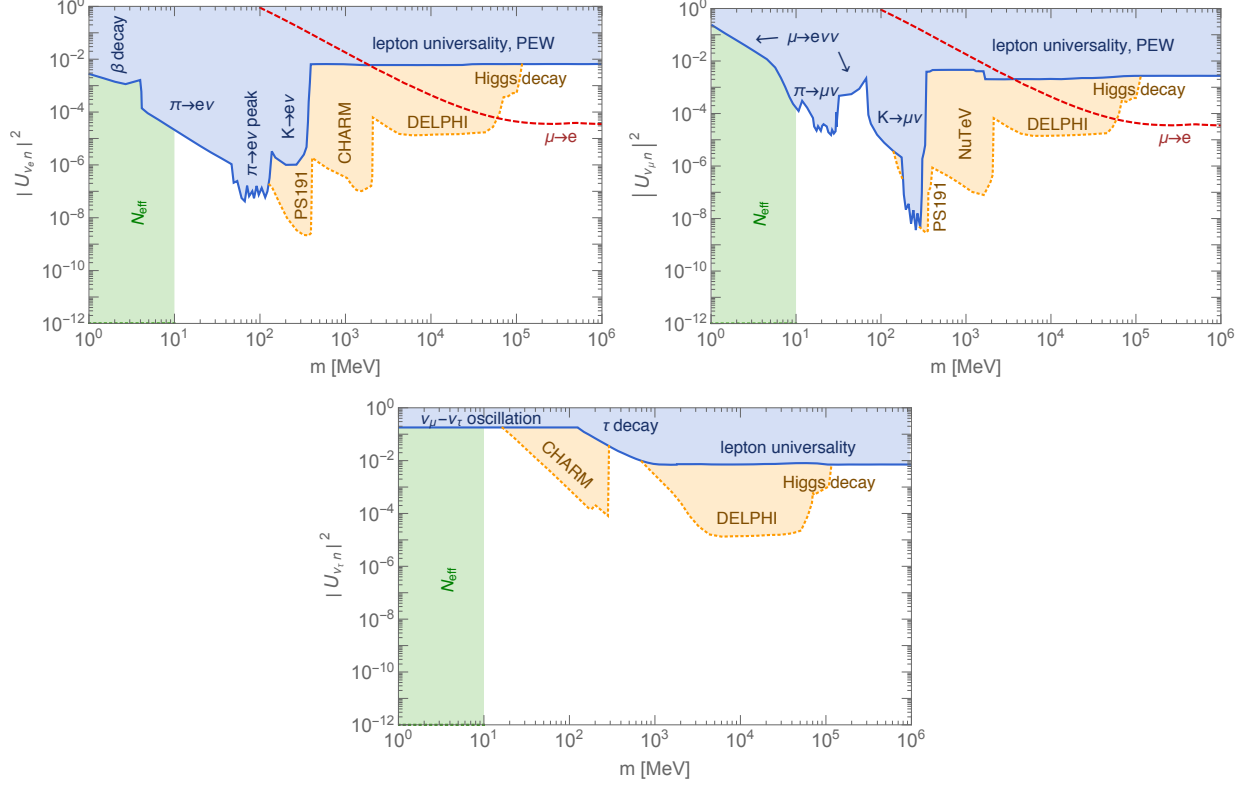 10^0
10^-2
10^-4
10^-6
10^-8
10^-10
10^-12
| U_{ν_e n} |^2
β decay
π→eν
π→eν peak
K→eν
lepton universality, PEW
Higgs decay
CHARM
DELPHI
PS191
μ→e
N_eff
10^0 10^1 10^2 10^3 10^4 10^5 10^6
m [MeV]
10^0
10^-2
10^-4
10^-6
10^-8
10^-10
10^-12
| U_{ν_μ n} |^2
μ→eνν
π→μν
K→μν
lepton universality, PEW
Higgs decay
NuTeV
DELPHI
PS191
μ→e
N_eff
10^0 10^1 10^2 10^3 10^4 10^5 10^6
m [MeV]
10^0
10^-2
10^-4
10^-6
10^-8
10^-10
10^-12
| U_{ν_τ n} |^2
ν_μ−ν_τ oscillation
τ decay
lepton universality
CHARM
Higgs decay
DELPHI
N_eff
10^0 10^1 10^2 10^3 10^4 10^5 10^6
m [MeV]